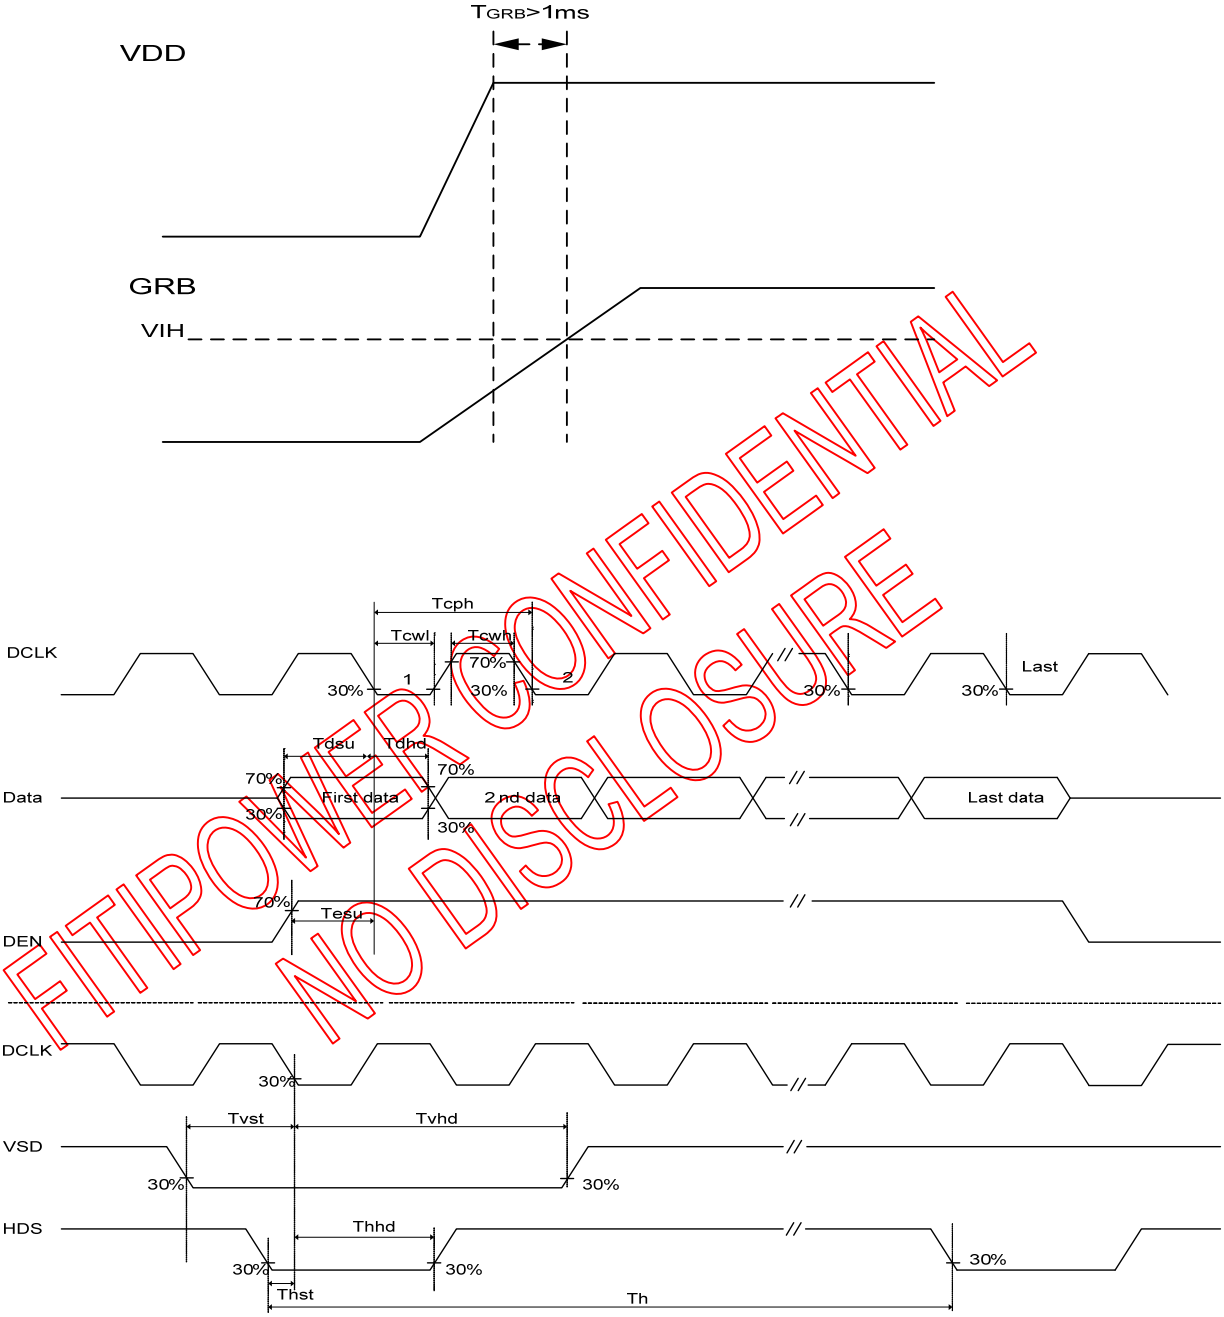 TGRB>1ms
VDD
GRB
VIH
Tcph
Tcwl Tcwh
DCLK 70% Last
1 2
30% 30% 30% 30%
Tdsu Tdhd
70% 70%
Data First data 2 nd data Last data
30% 30%
70%
Tesu
DEN
DCLK
30%
Tvst Tvhd
VSD
30% 30%
HDS Thhd
30% 30% 30%
Thst Th
FITIPOWER CONFIDENTIAL
NO DISCLOSURE